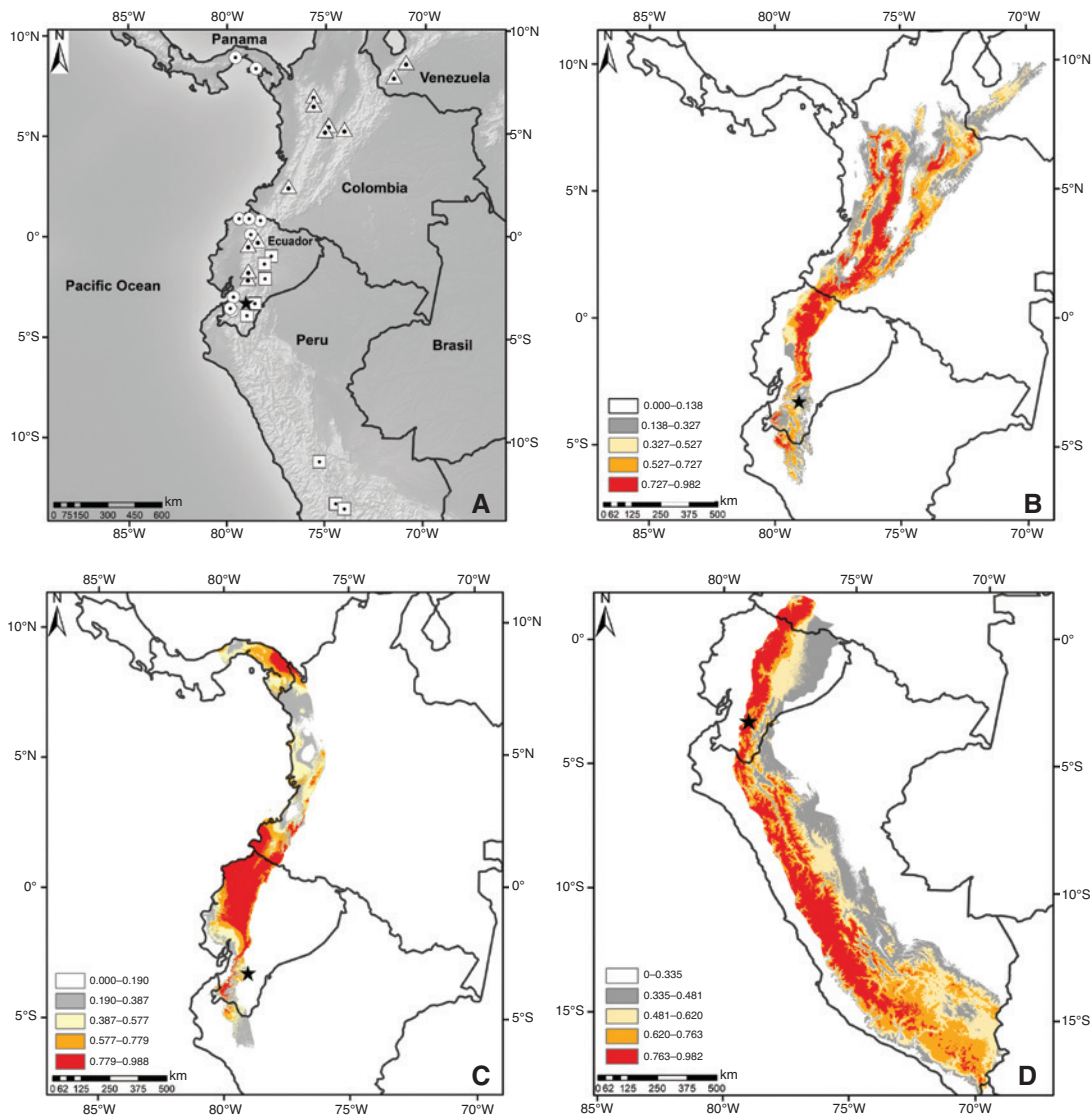 85°W 80°W 75°W 70°W
N
Panama
10°N 10°N
Venezuela
5°N 5°N
Colombia
0° 0°
Ecuador
Pacific Ocean
5°S 5°S
Peru
Brasil
10°S 10°S
km
0 75 150 300 450 600
A
85°W 80°W 75°W 70°W
85°W 80°W 75°W 70°W
N
10°N 10°N
5°N 5°N
0° 0°
5°S 5°S
0.000–0.138
0.138–0.327
0.327–0.527
0.527–0.727
0.727–0.982
km
0 62 125 250 375 500
B
85°W 80°W 75°W 70°W
85°W 80°W 75°W 70°W
N
10°N 10°N
5°N 5°N
0° 0°
5°S 5°S
0.000–0.190
0.190–0.387
0.387–0.577
0.577–0.779
0.779–0.988
km
0 62 125 250 375 500
C
85°W 80°W 75°W 70°W
80°W 75°W 70°W
N
0° 0°
5°S 5°S
10°S 10°S
15°S 15°S
0–0.335
0.335–0.481
0.481–0.620
0.620–0.763
0.763–0.982
km
0 62 125 250 375 500
D
80°W 75°W 70°W